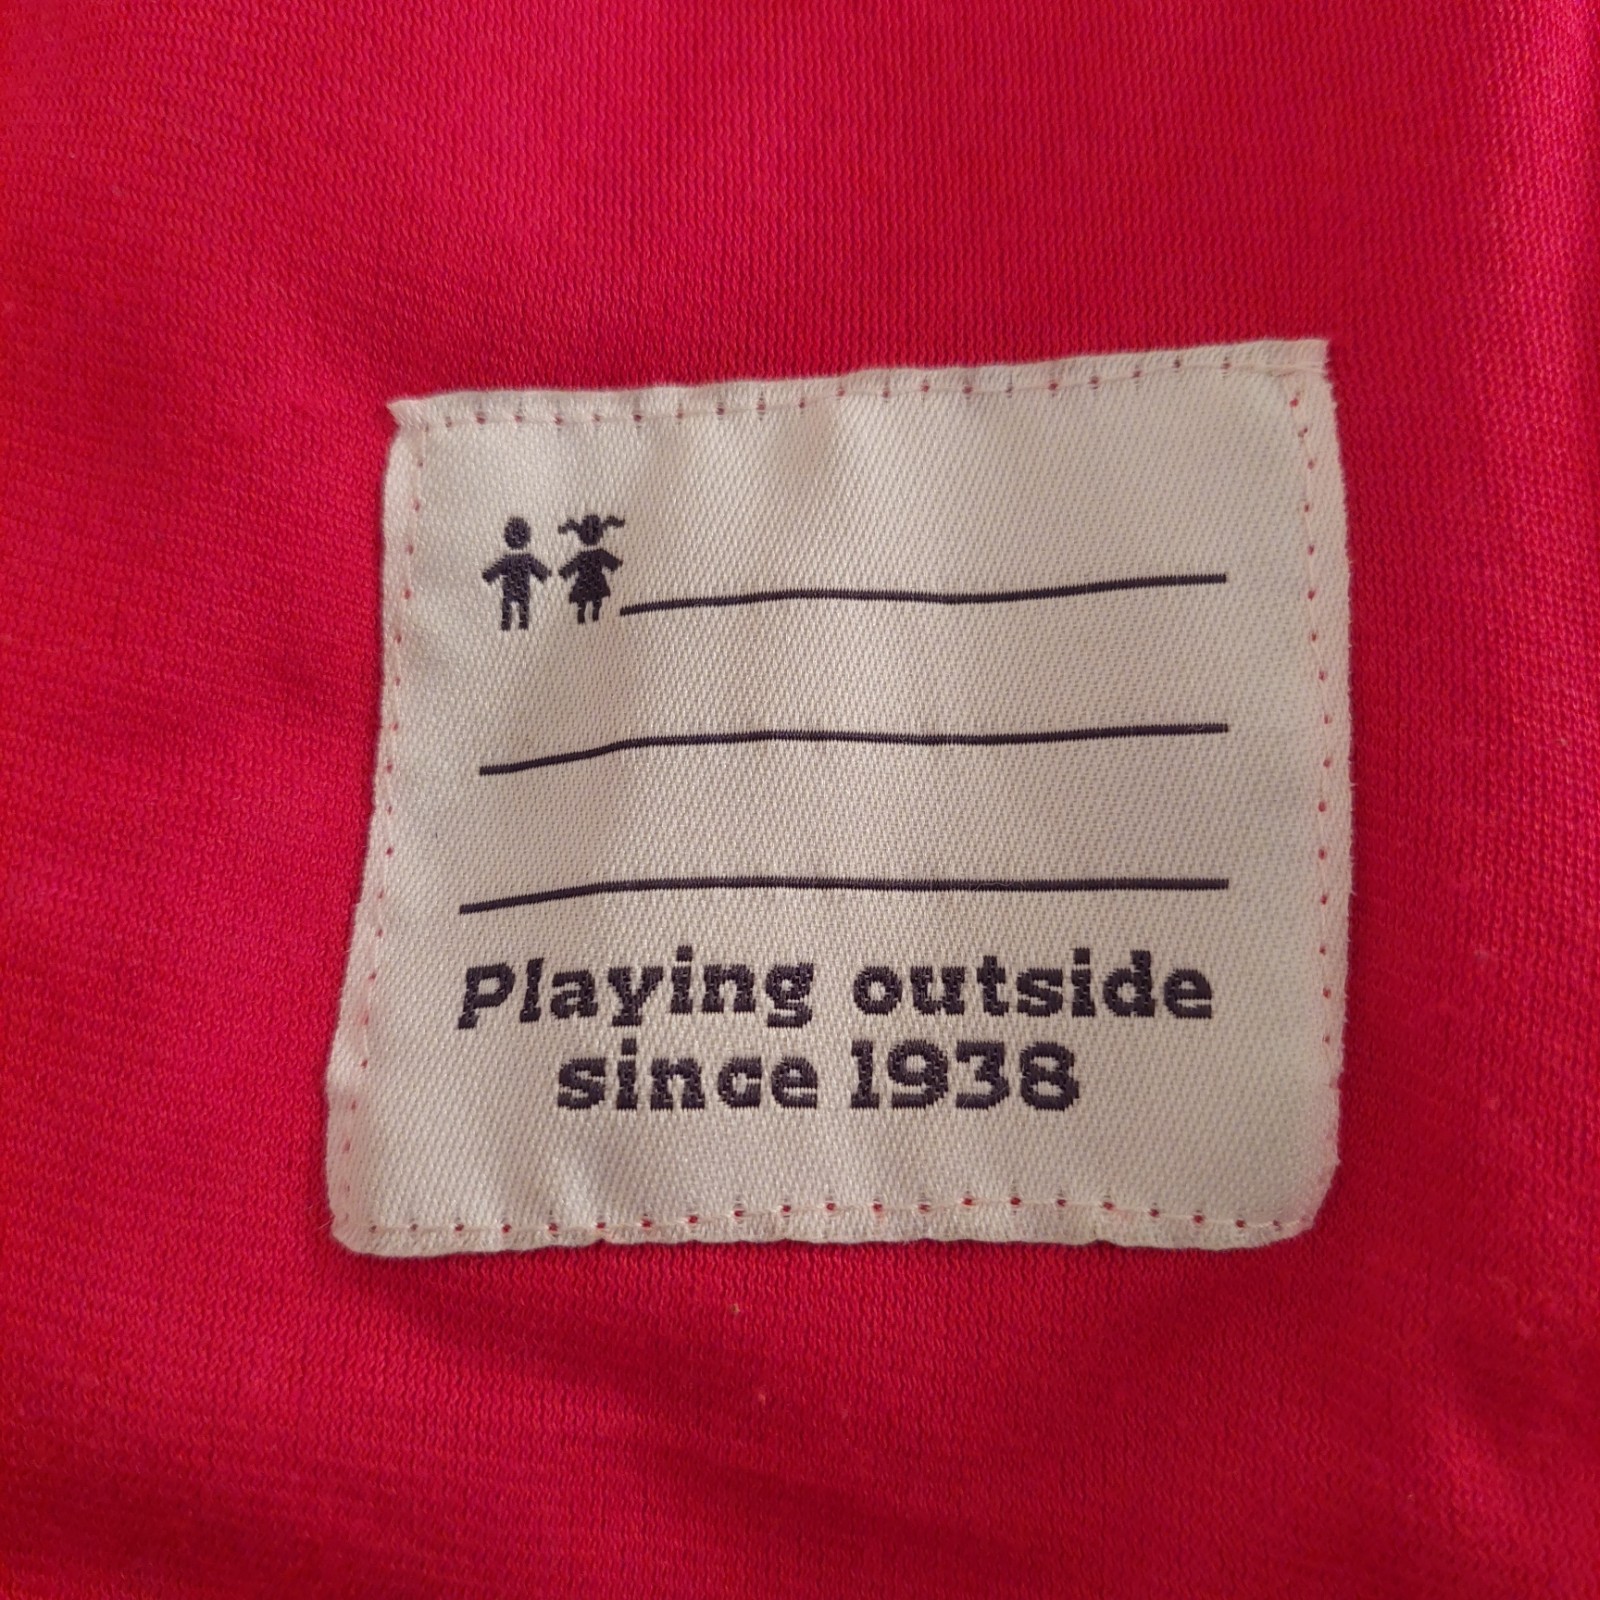 Playing outside
since 1938